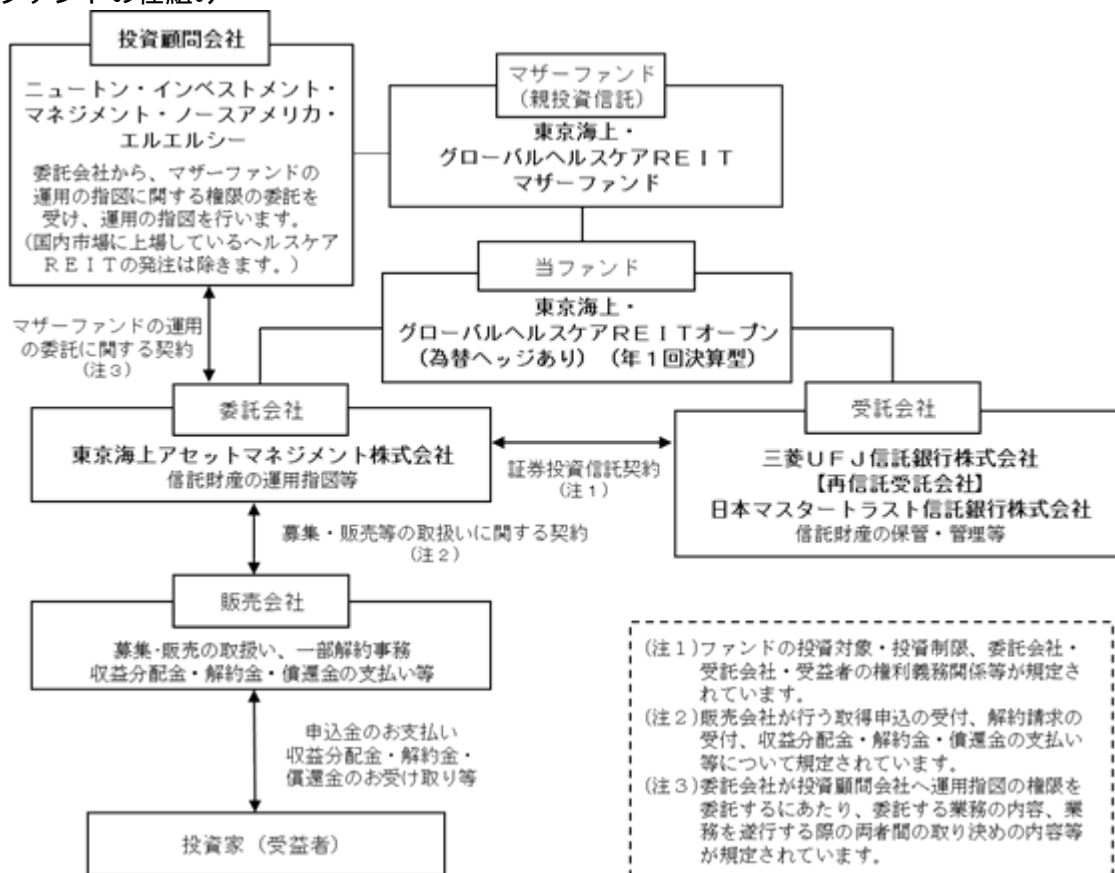 ファンドの仕組み
投資顧問会社
ニュートン・インベストメント・
マネジメント・ノースアメリカ・
エルエルシー
委託会社から、マザーファンドの
運用の指図に関する権限の委託を
受け、運用の指図を行います。
(国内市場に上場しているヘルスケア
REITの発注は除きます。)
マザーファンド
(親投資信託)
東京海上・
グローバルヘルスケアREIT
マザーファンド
当ファンド
東京海上・
グローバルヘルスケアREITオープン
(為替ヘッジあり)(年1回決算型)
マザーファンドの運用
の委託に関する契約
(注3)
委託会社
東京海上アセットマネジメント株式会社
信託財産の運用指図等
証券投資信託契約
(注1)
受託会社
三菱UFJ信託銀行株式会社
【再信託受託会社】
日本マスタートラスト信託銀行株式会社
信託財産の保管・管理等
募集・販売等の取扱いに関する契約
(注2)
販売会社
募集・販売の取扱い、一部解約事務
収益分配金・解約金・償還金の支払い等
申込金のお支払い
収益分配金・解約金・
償還金のお受け取り等
投資家(受益者)
(注1)ファンドの投資対象・投資制限、委託会社・
受託会社・受益者の権利義務関係等が規定さ
れています。
(注2)販売会社が行う取得申込の受付、解約請求の
受付、収益分配金・解約金・償還金の支払い
等について規定されています。
(注3)委託会社が投資顧問会社へ運用指図の権限を
委託するにあたり、委託する業務の内容、業
務を遂行する際の両者間の取り決めの内容等
が規定されています。